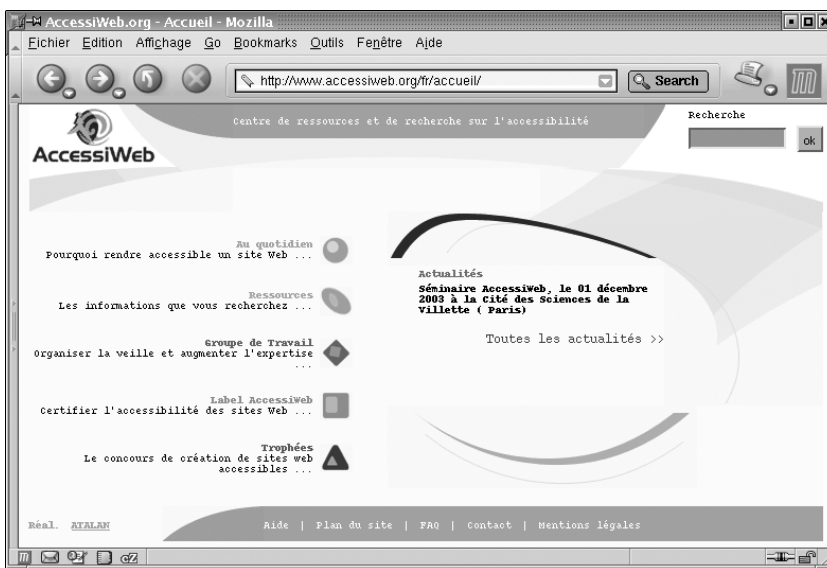 AccessiWeb.org - Accueil - Mozilla
Fichier Edition Affichage Go Bookmarks Outils Fenêtre Aide
http://www.accessiweb.org/fr/accueil/ Search
Centre de ressources et de recherche sur l'accessibilité
Recherche
ok
AccessiWeb
Au quotidien
Pourquoi rendre accessible un site Web ...
Ressources
Les informations que vous recherchez ...
Groupe de Travail
Organiser la veille et augmenter l'expertise
...
Label AccessiWeb
Certifier l'accessibilité des sites Web ...
Trophées
Le concours de création de sites web
accessibles ...
Actualités
Séminaire AccessiWeb, le 01 décembre
2003 à la Cité des Sciences de la
Villette ( Paris)
Toutes les actualités >>
Réal. ATALAN
Aide | Plan du site | FAQ | Contact | Mentions légales